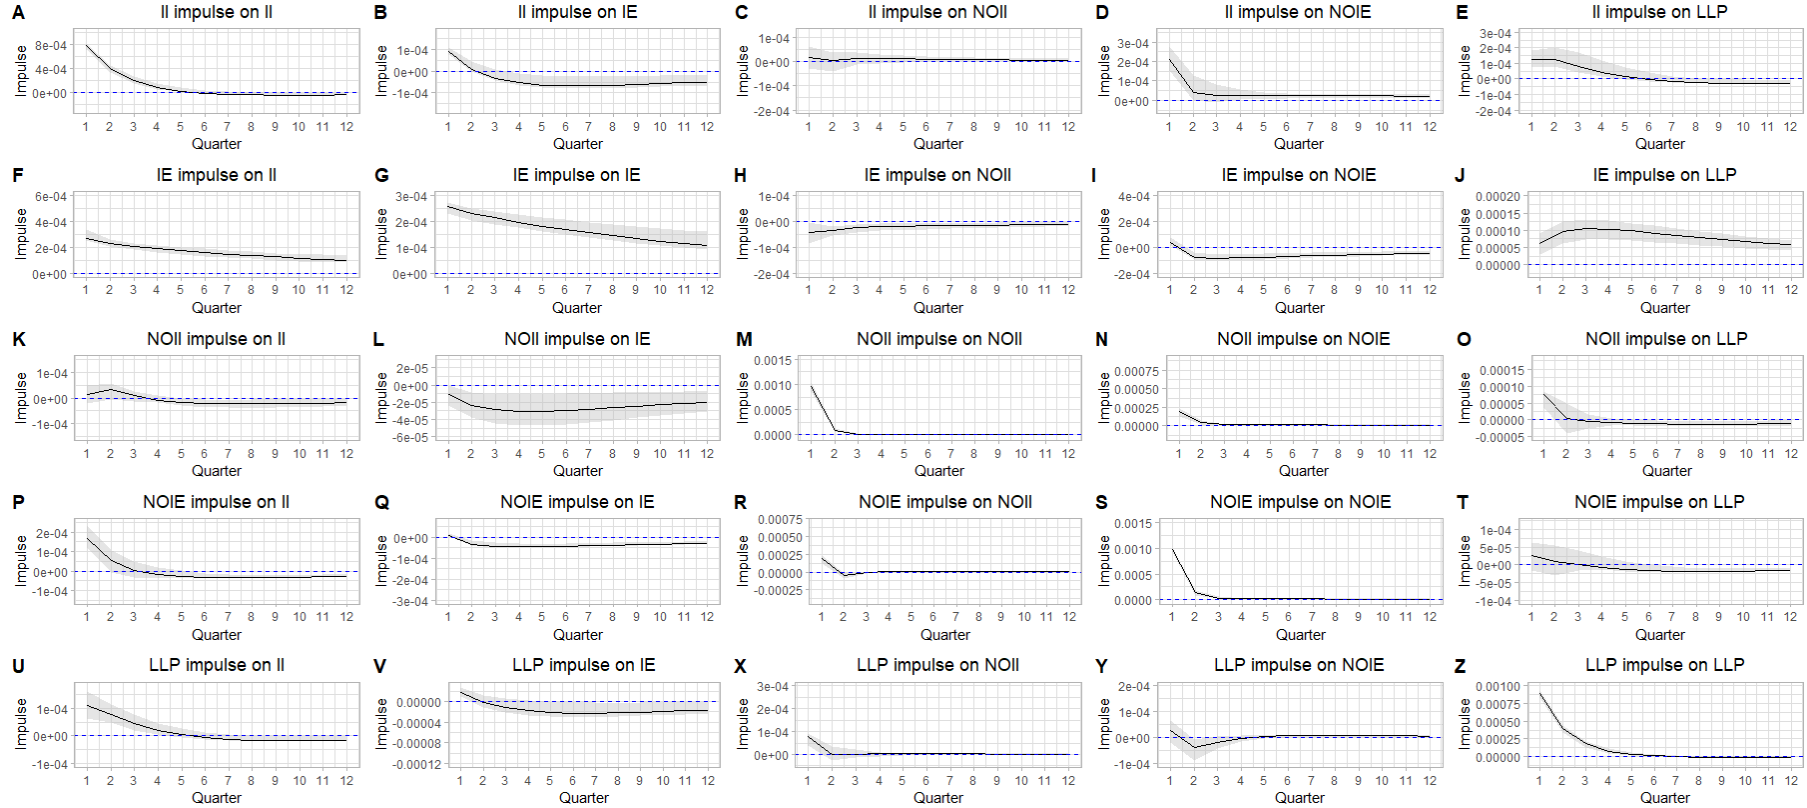 A II impulse on II
Impulse
8e-04
4e-04
0e+00
1 2 3 4 5 6 7 8 9 10 11 12
Quarter
B II impulse on IE
Impulse
1e-04
0e+00
-1e-04
1 2 3 4 5 6 7 8 9 10 11 12
Quarter
C II impulse on NOII
Impulse
1e-04
0e+00
-1e-04
-2e-04
1 2 3 4 5 6 7 8 9 10 11 12
Quarter
D II impulse on NOIE
Impulse
3e-04
2e-04
1e-04
0e+00
1 2 3 4 5 6 7 8 9 10 11 12
Quarter
E II impulse on LLP
Impulse
3e-04
2e-04
1e-04
0e+00
-1e-04
-2e-04
1 2 3 4 5 6 7 8 9 10 11 12
Quarter
F IE impulse on II
Impulse
6e-04
4e-04
2e-04
0e+00
1 2 3 4 5 6 7 8 9 10 11 12
Quarter
G IE impulse on IE
Impulse
3e-04
2e-04
1e-04
0e+00
1 2 3 4 5 6 7 8 9 10 11 12
Quarter
H IE impulse on NOII
Impulse
1e-04
0e+00
-1e-04
-2e-04
1 2 3 4 5 6 7 8 9 10 11 12
Quarter
I IE impulse on NOIE
Impulse
4e-04
2e-04
0e+00
-2e-04
1 2 3 4 5 6 7 8 9 10 11 12
Quarter
J IE impulse on LLP
Impulse
0.00020
0.00015
0.00010
0.00005
0.00000
1 2 3 4 5 6 7 8 9 10 11 12
Quarter
K NOII impulse on II
Impulse
1e-04
0e+00
-1e-04
1 2 3 4 5 6 7 8 9 10 11 12
Quarter
L NOII impulse on IE
Impulse
2e-05
0e+00
-2e-05
-4e-05
-6e-05
1 2 3 4 5 6 7 8 9 10 11 12
Quarter
M NOII impulse on NOII
Impulse
0.0015
0.0010
0.0005
0.0000
1 2 3 4 5 6 7 8 9 10 11 12
Quarter
N NOII impulse on NOIE
Impulse
0.00075
0.00050
0.00025
0.00000
1 2 3 4 5 6 7 8 9 10 11 12
Quarter
O NOII impulse on LLP
Impulse
0.00015
0.00010
0.00005
0.00000
-0.00005
1 2 3 4 5 6 7 8 9 10 11 12
Quarter
P NOIE impulse on II
Impulse
2e-04
1e-04
0e+00
-1e-04
1 2 3 4 5 6 7 8 9 10 11 12
Quarter
Q NOIE impulse on IE
Impulse
0e+00
-1e-04
-2e-04
-3e-04
1 2 3 4 5 6 7 8 9 10 11 12
Quarter
R NOIE impulse on NOII
Impulse
0.00075
0.00050
0.00025
0.00000
-0.00025
1 2 3 4 5 6 7 8 9 10 11 12
Quarter
S NOIE impulse on NOIE
Impulse
0.0015
0.0010
0.0005
0.0000
1 2 3 4 5 6 7 8 9 10 11 12
Quarter
T NOIE impulse on LLP
Impulse
1e-04
5e-05
0e+00
-5e-05
-1e-04
1 2 3 4 5 6 7 8 9 10 11 12
Quarter
U LLP impulse on II
Impulse
1e-04
0e+00
-1e-04
1 2 3 4 5 6 7 8 9 10 11 12
Quarter
V LLP impulse on IE
Impulse
0.00000
-0.00004
-0.00008
-0.00012
1 2 3 4 5 6 7 8 9 10 11 12
Quarter
X LLP impulse on NOII
Impulse
3e-04
2e-04
1e-04
0e+00
1 2 3 4 5 6 7 8 9 10 11 12
Quarter
Y LLP impulse on NOIE
Impulse
2e-04
1e-04
0e+00
-1e-04
1 2 3 4 5 6 7 8 9 10 11 12
Quarter
Z LLP impulse on LLP
Impulse
0.00100
0.00075
0.00050
0.00025
0.00000
1 2 3 4 5 6 7 8 9 10 11 12
Quarter